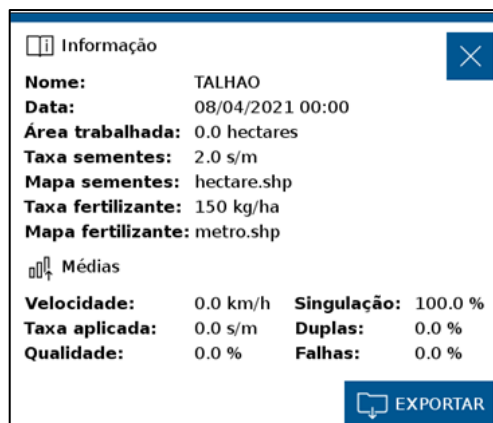 Informação
Nome: TALHAO
Data: 08/04/2021 00:00
Área trabalhada: 0.0 hectares
Taxa sementes: 2.0 s/m
Mapa sementes: hectare.shp
Taxa fertilizante: 150 kg/ha
Mapa fertilizante: metro.shp
Médias
Velocidade: 0.0 km/h Singulação: 100.0 %
Taxa aplicada: 0.0 s/m Duplas: 0.0 %
Qualidade: 0.0 % Falhas: 0.0 %
EXPORTAR